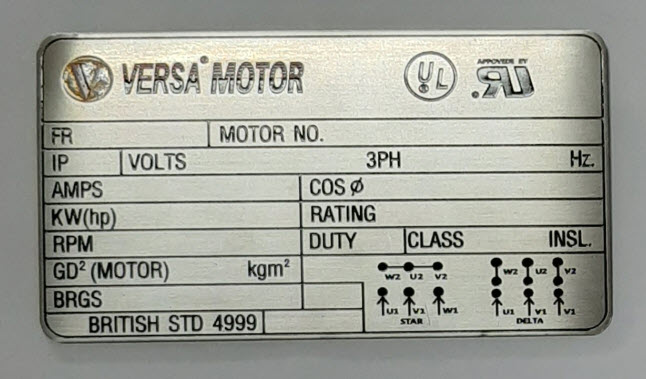 V VERSA® MOTOR UL ® APPOVEDE BY UR ®
FR MOTOR NO.
IP VOLTS 3PH Hz.
AMPS COS ø
KW(hp) RATING
RPM DUTY CLASS INSL.
GD² (MOTOR) kgm²
W2 U2 V2 W2 U2 V2
BRGS
U1 V1 W1 U1 V1 V1
STAR DELTA
BRITISH STD 4999